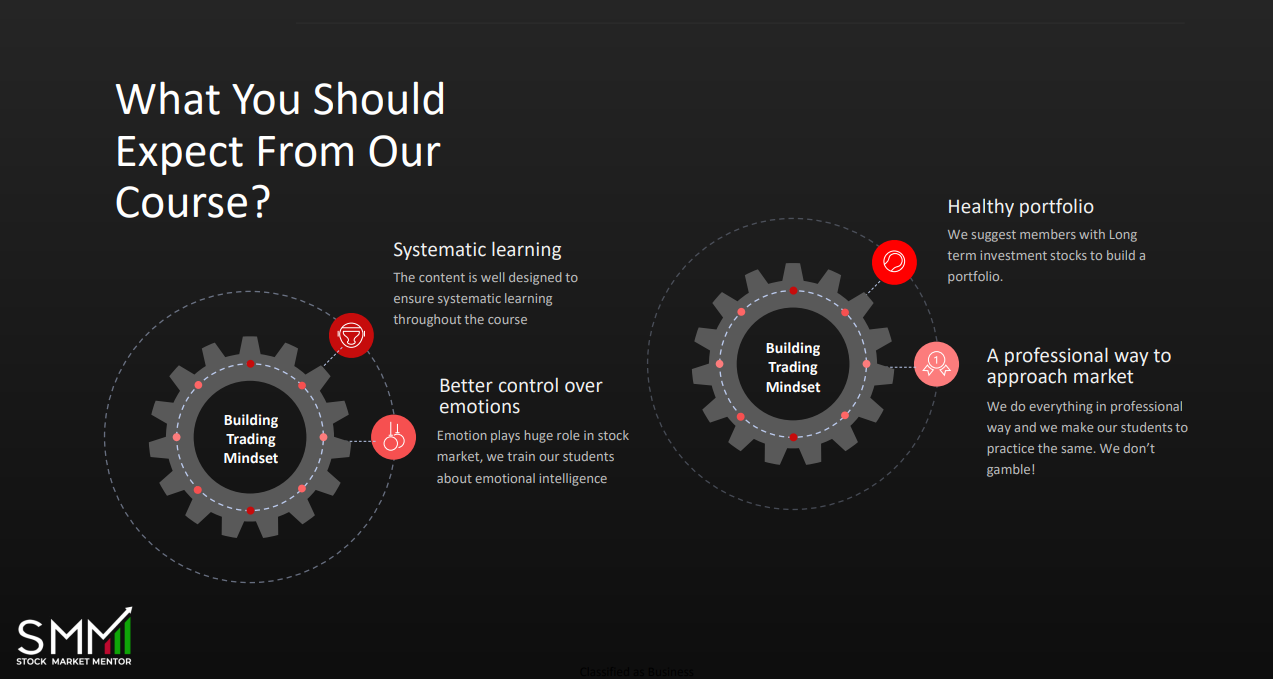 What You Should
Expect From Our
Course?
Systematic learning
The content is well designed to
ensure systematic learning
throughout the course
Better control over
emotions
Emotion plays huge role in stock
market, we train our students
about emotional intelligence
Building
Trading
Mindset
Healthy portfolio
We suggest members with Long
term investment stocks to build a
portfolio.
A professional way to
approach market
We do everything in professional
way and we make our students to
practice the same. We don’t
gamble!
Building
Trading
Mindset
1
SMM
STOCK MARKET MENTOR
Classified as Business